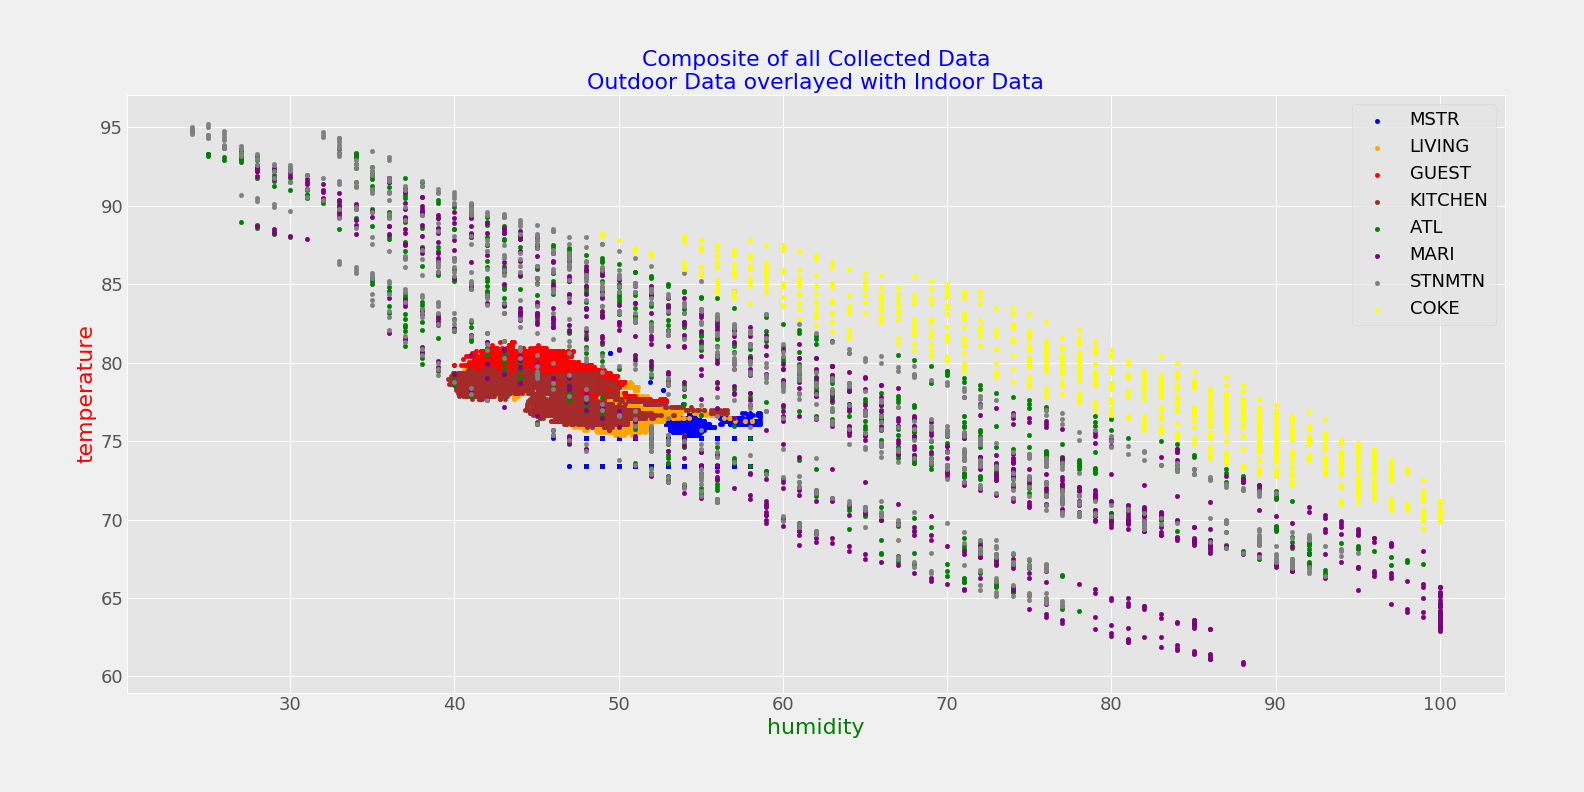 Composite of all Collected Data
Outdoor Data overlayed with Indoor Data
MSTR
LIVING
GUEST
KITCHEN
ATL
MARI
STNMTN
COKE
temperature
95
90
85
80
75
70
65
60
30 40 50 60 70 80 90 100
humidity